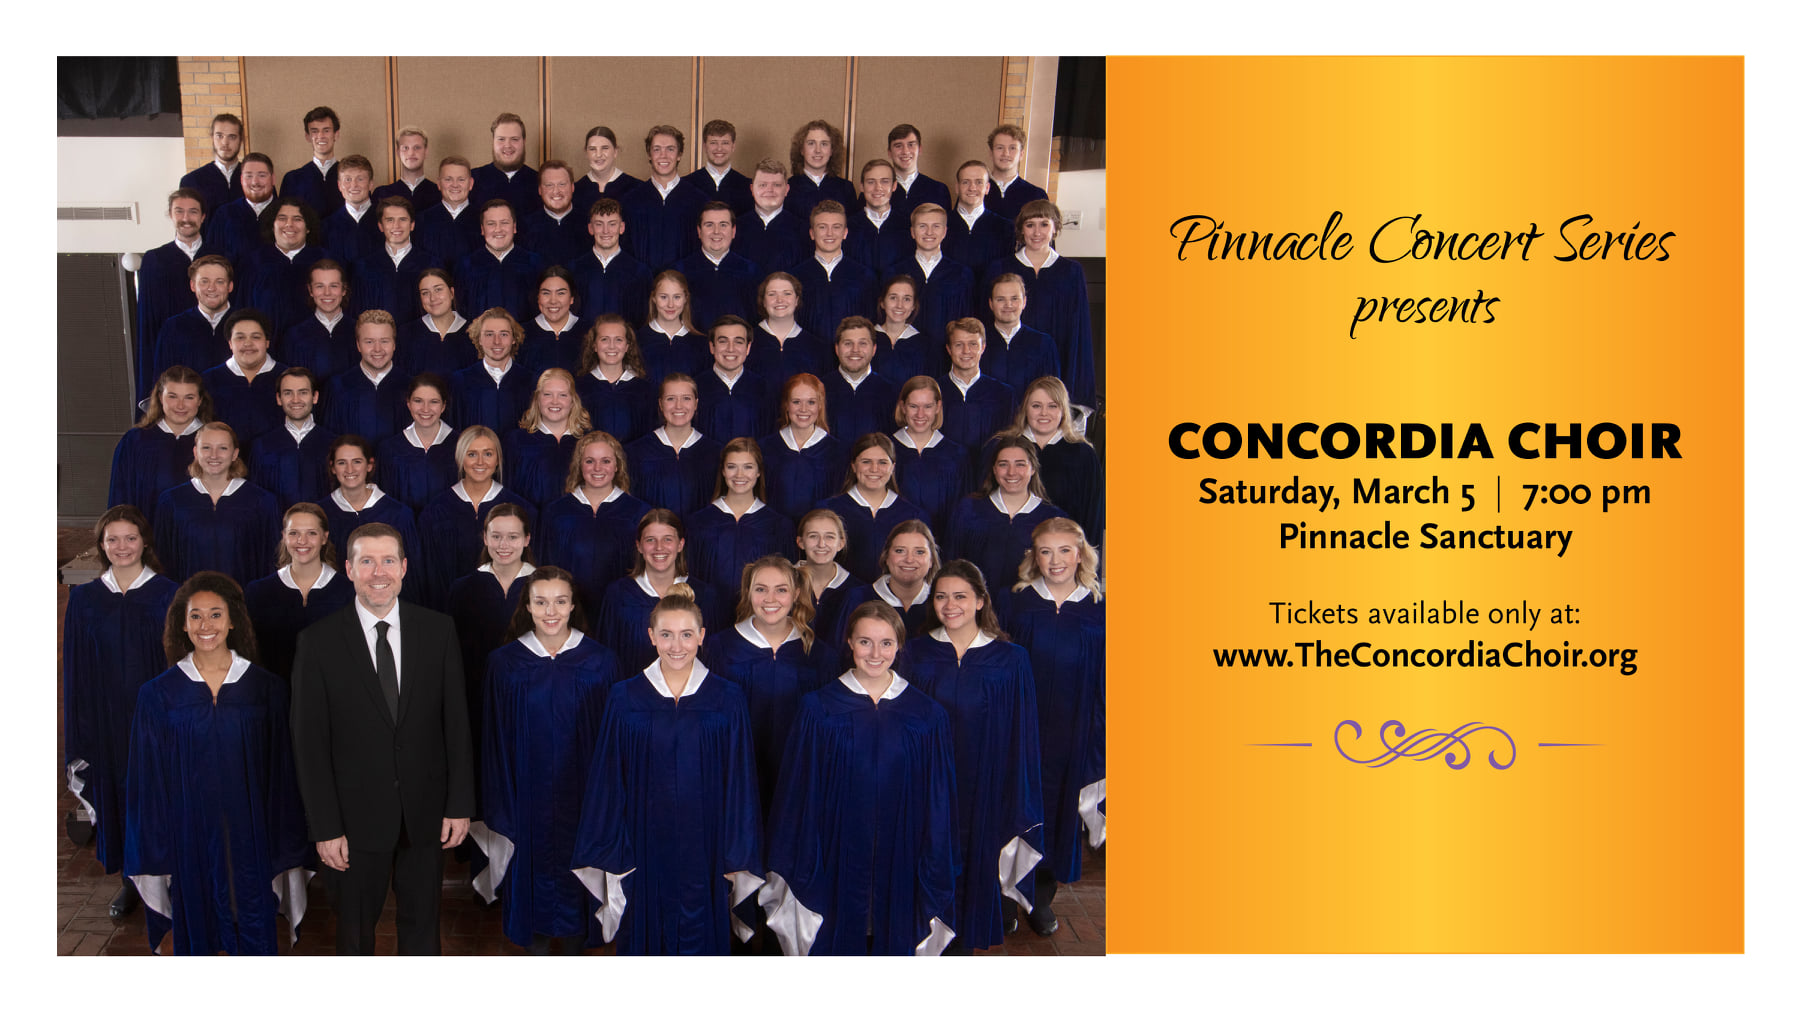 Pinnacle Concert Series
presents
CONCORDIA CHOIR
Saturday, March 5 | 7:00 pm
Pinnacle Sanctuary
Tickets available only at:
www.TheConcordiaChoir.org